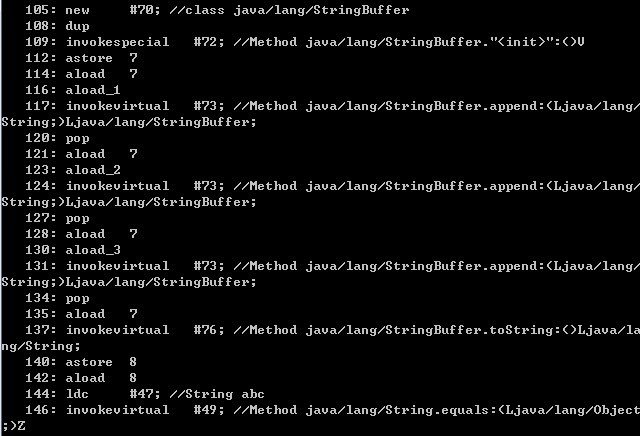 105: new #70; //class java/lang/StringBuffer
108: dup
109: invokespecial #72; //Method java/lang/StringBuffer."<init>":()V
112: astore 7
114: aload 7
116: aload_1
117: invokevirtual #73; //Method java/lang/StringBuffer.append:(Ljava/lang/
String;)Ljava/lang/StringBuffer;
120: pop
121: aload 7
123: aload_2
124: invokevirtual #73; //Method java/lang/StringBuffer.append:(Ljava/lang/
String;)Ljava/lang/StringBuffer;
127: pop
128: aload 7
130: aload_3
131: invokevirtual #73; //Method java/lang/StringBuffer.append:(Ljava/lang/
String;)Ljava/lang/StringBuffer;
134: pop
135: aload 7
137: invokevirtual #76; //Method java/lang/StringBuffer.toString:()Ljava/la
ng/String;
140: astore 8
142: aload 8
144: ldc #47; //String abc
146: invokevirtual #49; //Method java/lang/String.equals:(Ljava/lang/Object
;)Z